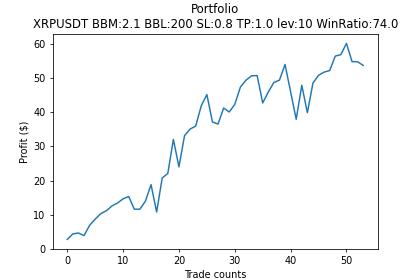 Portfolio
XRPUSDT BBM:2.1 BBL:200 SL:0.8 TP:1.0 lev:10 WinRatio:74.0
60
50
40
30
20
10
0
Profit ($)
0 10 20 30 40 50
Trade counts